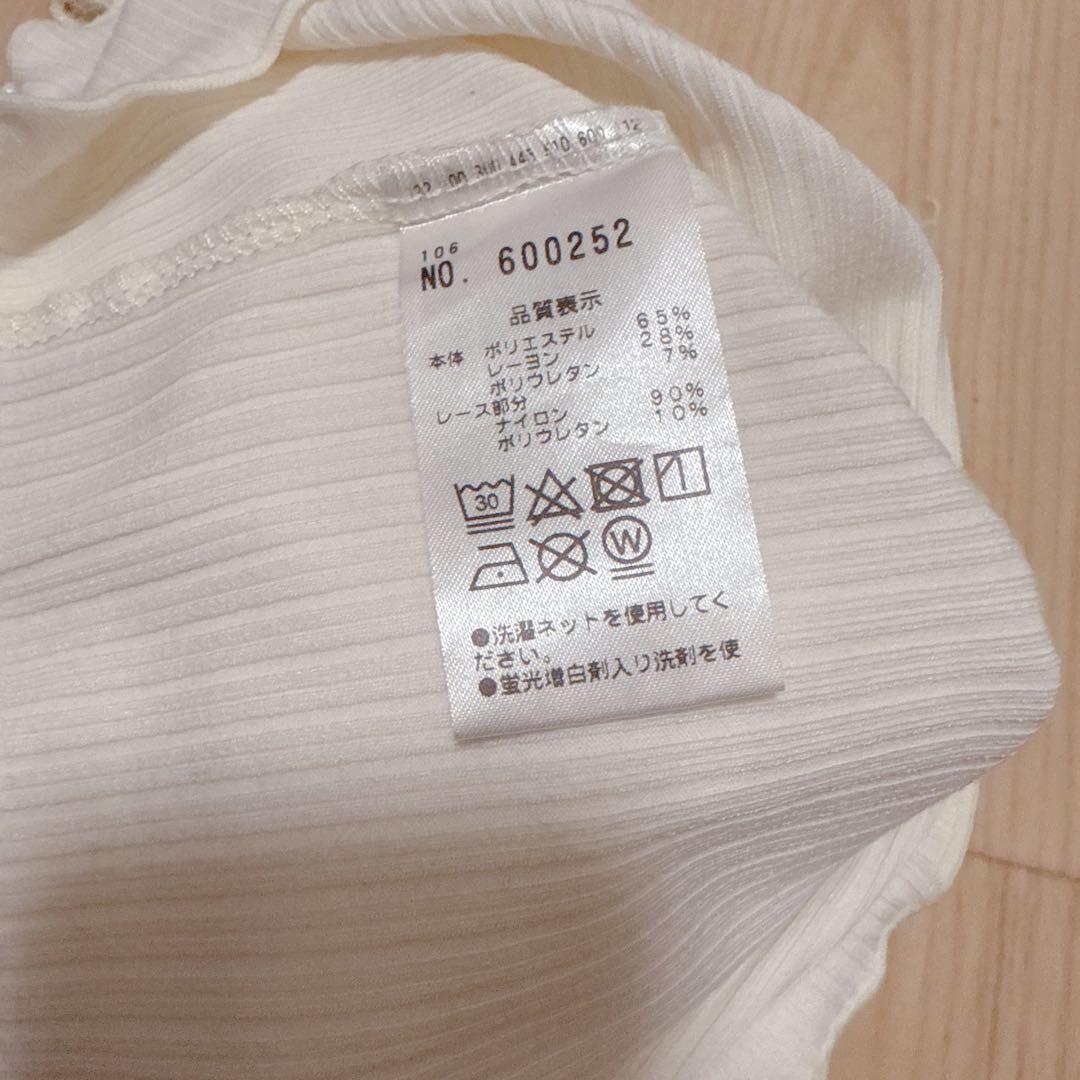 106
NO. 600252
品質表示
本体 ポリエステル 65%
レーヨン 28%
ポリウレタン 7%
レース部分
ナイロン 90%
ポリウレタン 10%
30
W
●洗濯ネットを使用してく
ださい。
●蛍光増白剤入り洗剤を使